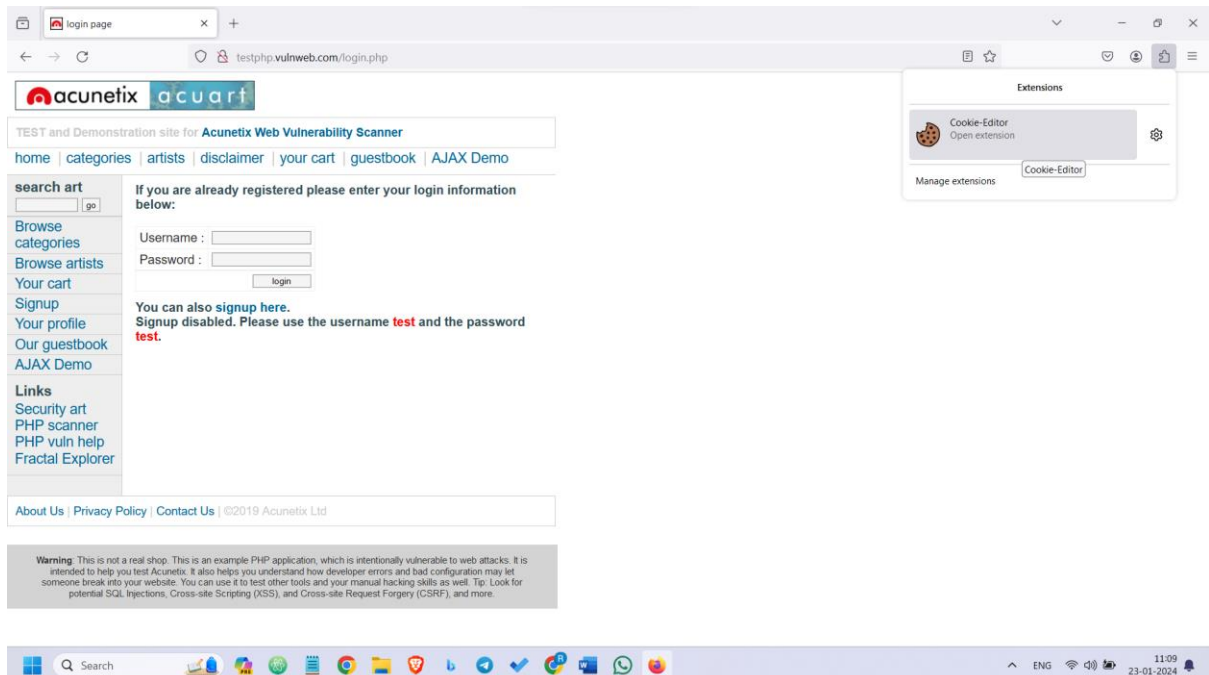 login page
testphp.vulnweb.com/login.php
Extensions
Cookie-Editor
Open extension
Cookie-Editor
Manage extensions
acunetix acuart
TEST and Demonstration site for Acunetix Web Vulnerability Scanner
home | categories | artists | disclaimer | your cart | guestbook | AJAX Demo
search art
go
Browse
categories
Browse artists
Your cart
Signup
Your profile
Our guestbook
AJAX Demo
Links
Security art
PHP scanner
PHP vuln help
Fractal Explorer
If you are already registered please enter your login information
below:
Username :
Password :
login
You can also signup here.
Signup disabled. Please use the username test and the password
test.
About Us | Privacy Policy | Contact Us | ©2019 Acunetix Ltd
Warning: This is not a real shop. This is an example PHP application, which is intentionally vulnerable to web attacks. It is
intended to help you test Acunetix. It also helps you understand how developer errors and bad configuration may let
someone break into your website. You can use it to test other tools and your manual hacking skills as well. Tip: Look for
potential SQL Injections, Cross-site Scripting (XSS), and Cross-site Request Forgery (CSRF), and more.
Search
ENG
11:09
23-01-2024